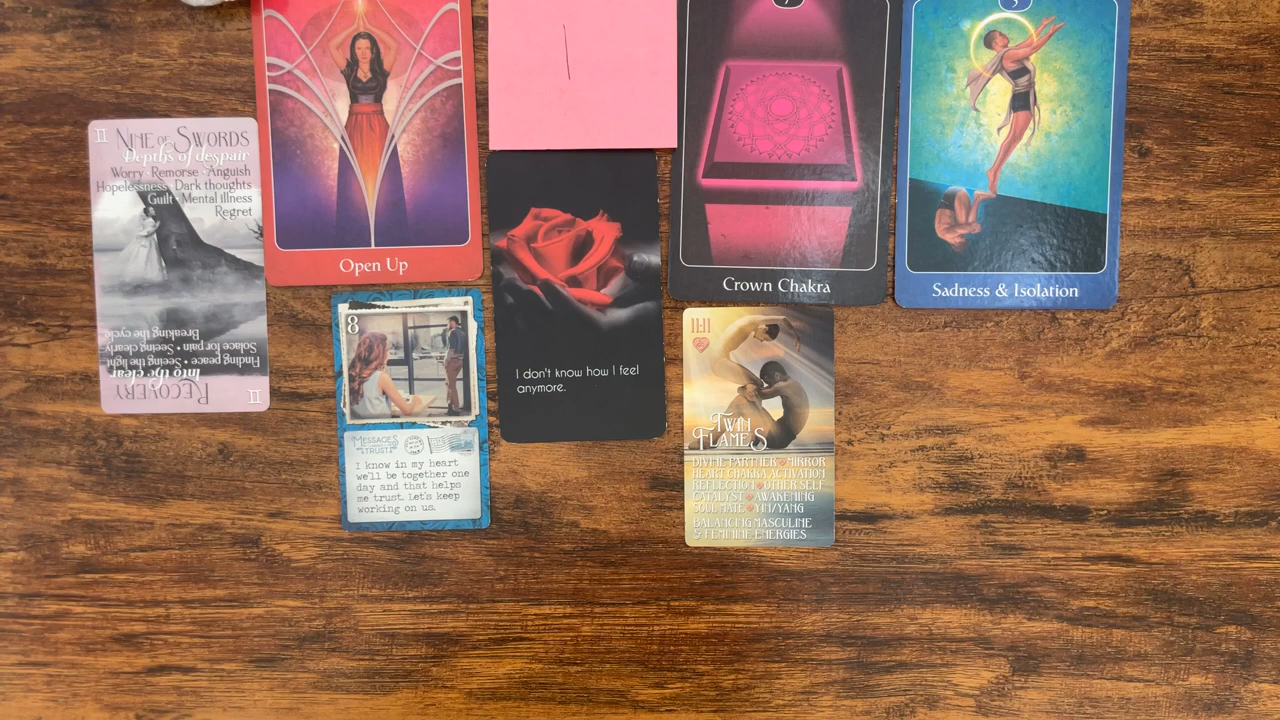 II
NINE OF SWORDS
Depths of despair
Worry • Remorse • Anguish
Hopelessness • Dark thoughts
Guilt • Mental illness
Regret
Breaking the cycle
Solace for pain • Seeing clearly
Finding peace • Seeing the light
Into the clear
RECOVERY
II
Open Up
8
MESSAGES
TRUST
I know in my heart
we'll be together one
day and that helps
me trust. Let's keep
working on us.
I don't know how I feel
anymore.
Crown Chakra
11:11
TWIN
FLAMES
DIVINE PARTNER MIRROR
HEART CHAKRA ACTIVATION
REFLECTION OTHER SELF
CATALYST AWAKENING
SOUL MATE YIN/YANG
BALANCING MASCULINE
& FEMININE ENERGIES
Sadness & Isolation